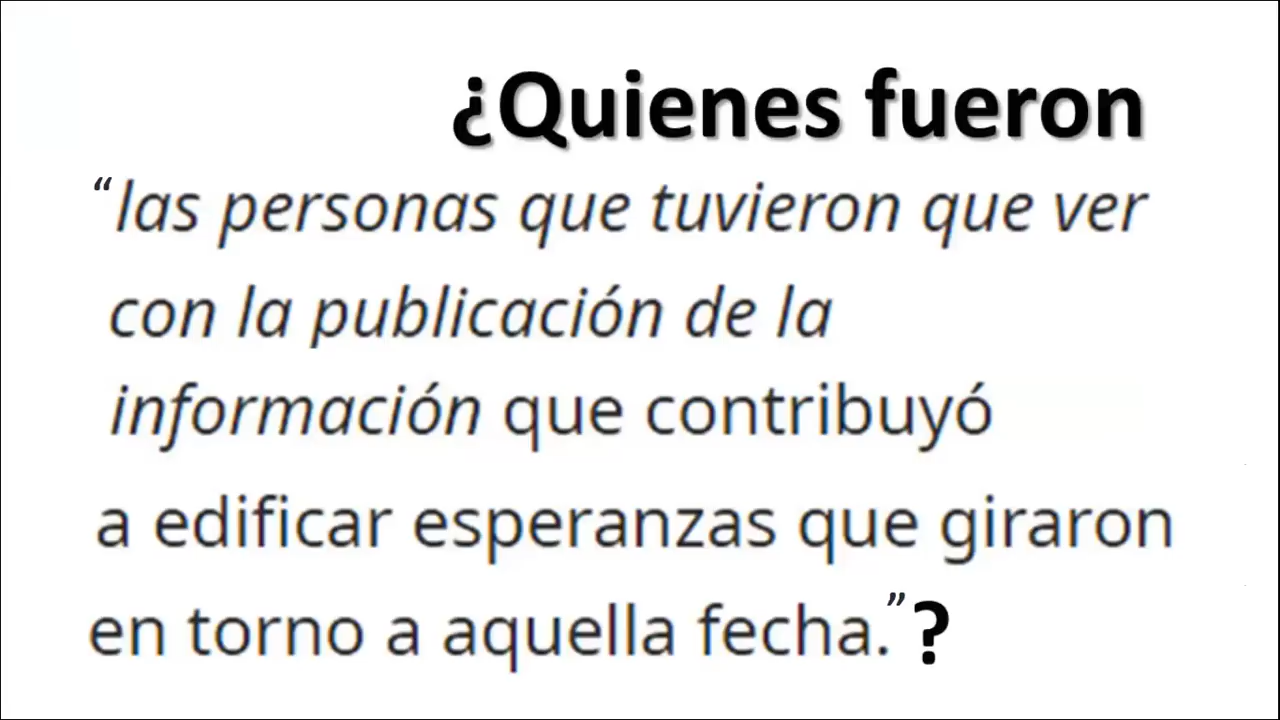 ¿Quienes fueron
“las personas que tuvieron que ver
con la publicación de la
información que contribuyó
a edificar esperanzas que giraron
en torno a aquella fecha.”?